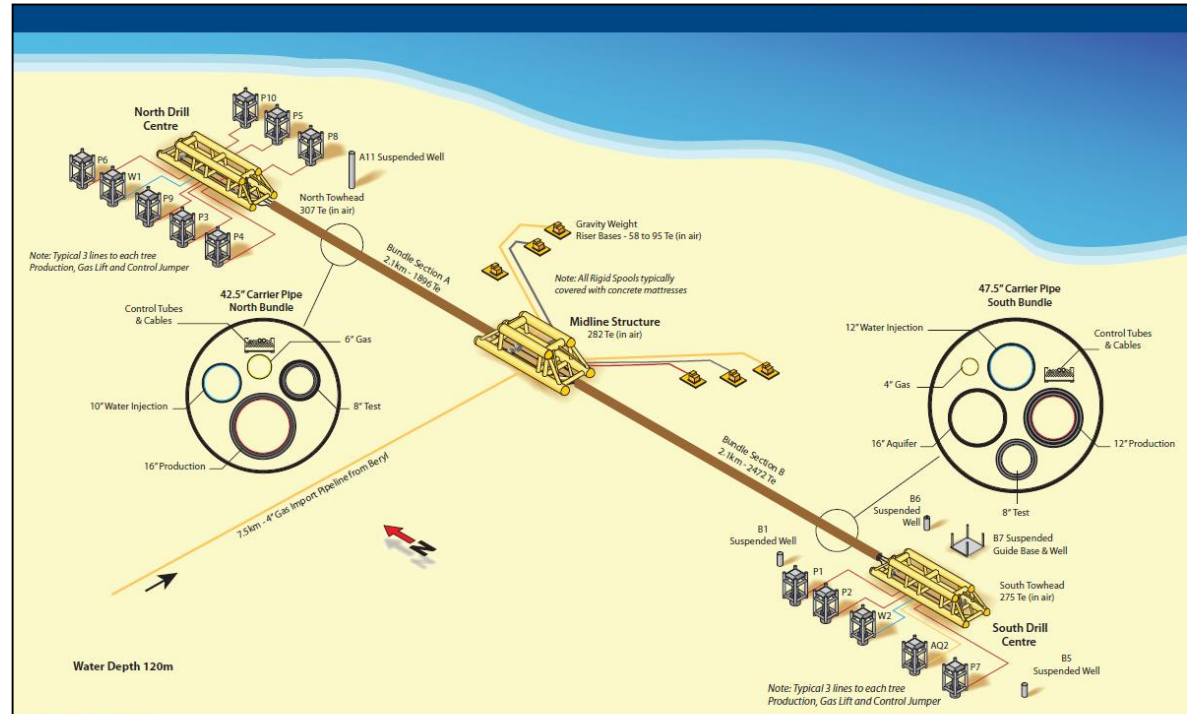 P10
P5
P8
North Drill
Centre
A11 Suspended Well
P6
W1
P9
P3
P4
North Towhead
307 Te (in air)
Note: Typical 3 lines to each tree
Production, Gas Lift and Control Jumper
Gravity Weight
Riser Bases - 58 to 95 Te (in air)
Bundle Section A
2.1km - 1896 Te
Note: All Rigid Spools typically
covered with concrete mattresses
42.5" Carrier Pipe
North Bundle
Control Tubes
& Cables
6" Gas
10" Water Injection
8" Test
16" Production
Midline Structure
282 Te (in air)
47.5" Carrier Pipe
South Bundle
12" Water Injection
Control Tubes
& Cables
4" Gas
16" Aquifer
12" Production
8" Test
7.5km - 4" Gas Import Pipeline from Beryl
N
Bundle Section B
2.1km - 2472 Te
B6
Suspended
Well
B7 Suspended
Guide Base & Well
B1
Suspended Well
P1
P2
W2
AQ2
P7
South Towhead
275 Te (in air)
South Drill
Centre
B5
Suspended Well
Note: Typical 3 lines to each tree
Production, Gas Lift and Control Jumper
Water Depth 120m